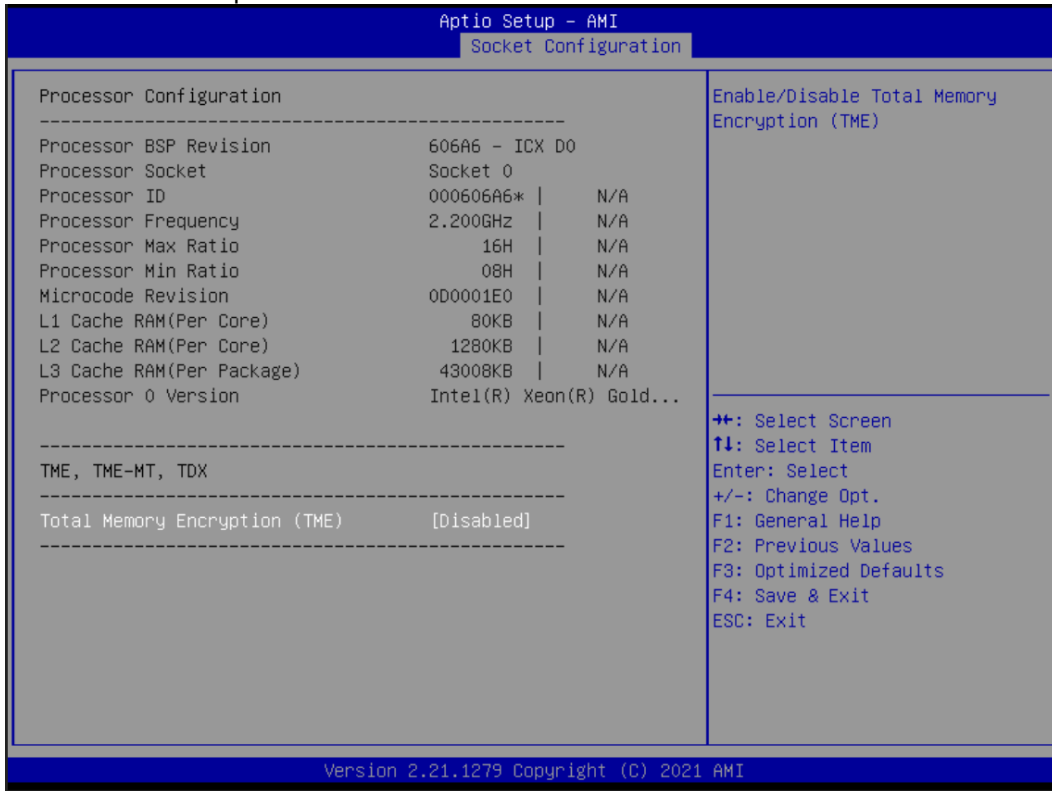 Aptio Setup – AMI
Socket Configuration
Processor Configuration
Processor BSP Revision 606A6 – ICX D0
Processor Socket Socket 0
Processor ID 000606A6* | N/A
Processor Frequency 2.200GHz | N/A
Processor Max Ratio 16H | N/A
Processor Min Ratio 08H | N/A
Microcode Revision 0D0001E0 | N/A
L1 Cache RAM(Per Core) 80KB | N/A
L2 Cache RAM(Per Core) 1280KB | N/A
L3 Cache RAM(Per Package) 43008KB | N/A
Processor 0 Version Intel(R) Xeon(R) Gold...
TME, TME-MT, TDX
Total Memory Encryption (TME) [Disabled]
Enable/Disable Total Memory
Encryption (TME)
→←: Select Screen
↑↓: Select Item
Enter: Select
+/-: Change Opt.
F1: General Help
F2: Previous Values
F3: Optimized Defaults
F4: Save & Exit
ESC: Exit
Version 2.21.1279 Copyright (C) 2021 AMI